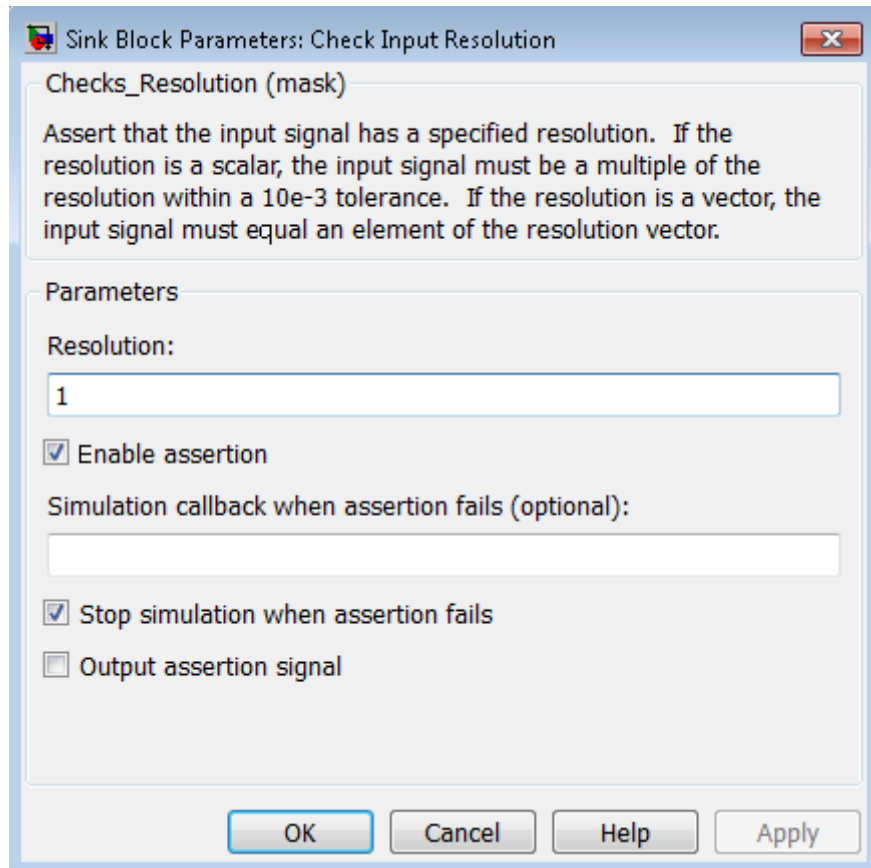 Sink Block Parameters: Check Input Resolution
Checks_Resolution (mask)
Assert that the input signal has a specified resolution.  If the
resolution is a scalar, the input signal must be a multiple of the
resolution within a 10e-3 tolerance.  If the resolution is a vector, the
input signal must equal an element of the resolution vector.
Parameters
Resolution:
1
Enable assertion
Simulation callback when assertion fails (optional):
Stop simulation when assertion fails
Output assertion signal
OK Cancel Help Apply